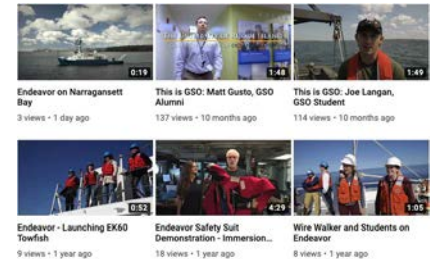 0:19
1:48
1:49
Endeavor on Narragansett
Bay
3 views • 1 day ago
This is GSO: Matt Gusto, GSO
Alumni
137 views • 10 months ago
This is GSO: Joe Langan,
GSO Student
114 views • 10 months ago
0:52
4:29
1:05
Endeavor - Launching EK60
Towfish
9 views • 1 year ago
Endeavor Safety Suit
Demonstration - Immersion...
18 views • 1 year ago
Wire Walker and Students on
Endeavor
8 views • 1 year ago